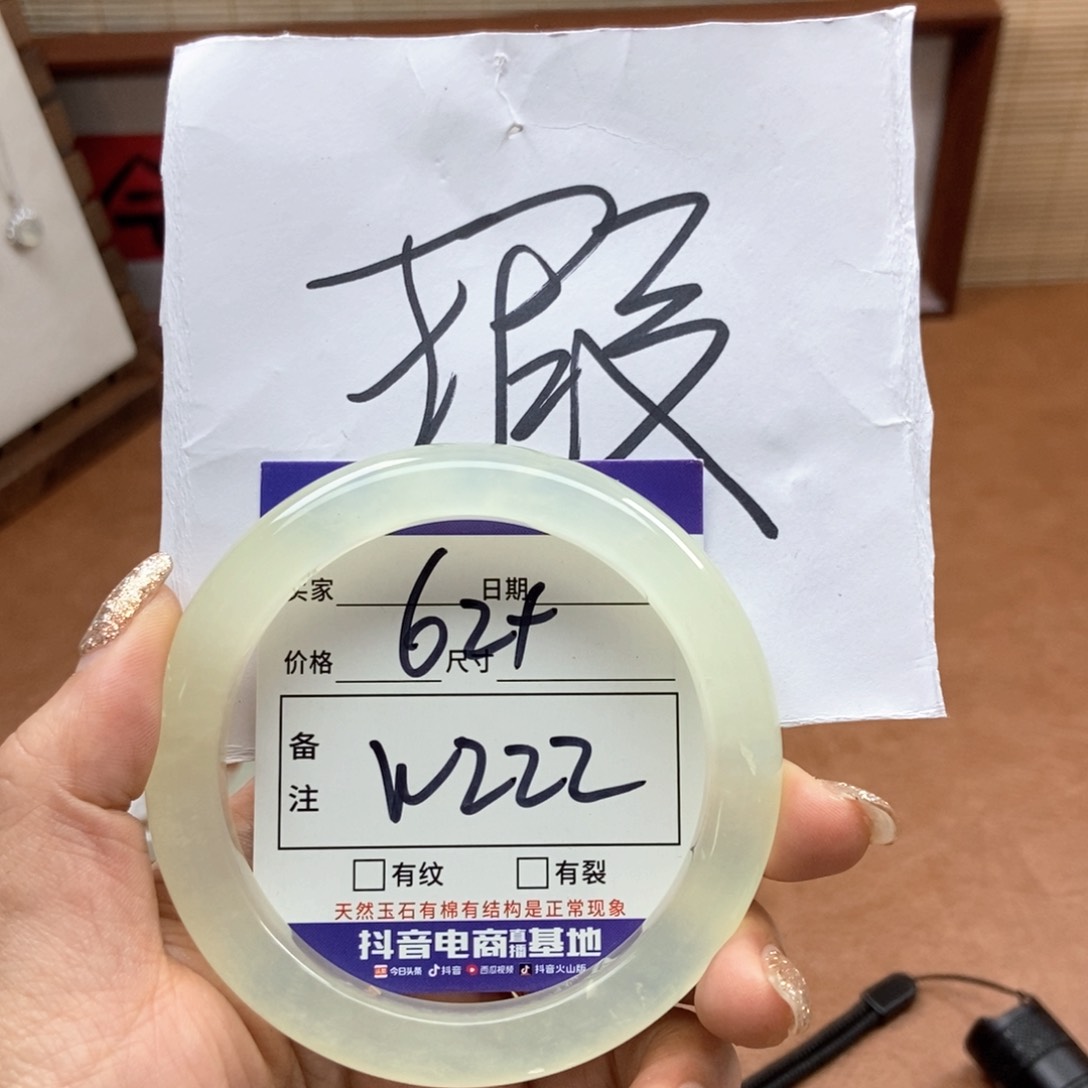 瑕
买家 日期
62+
价格 尺寸
备注
W222
有纹 有裂
天然玉石有棉有结构是正常现象
抖音电商直播基地
今日头条 抖音 西瓜视频 抖音火山版